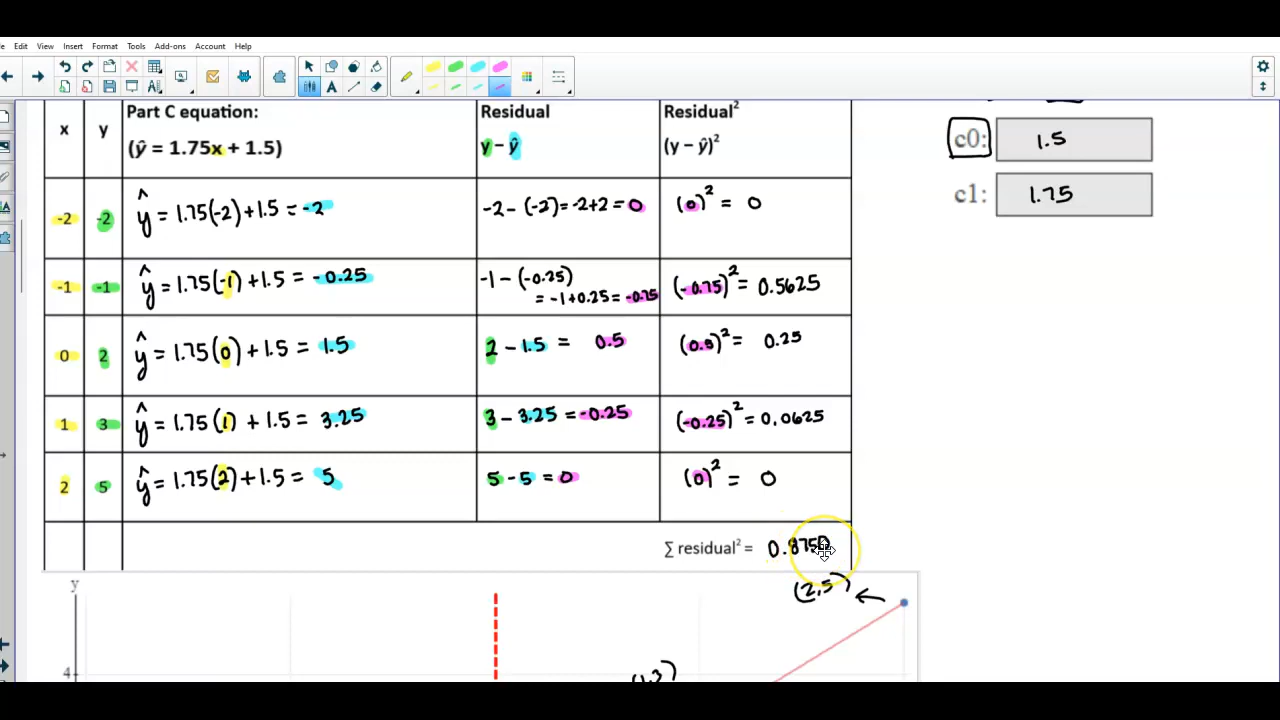 Edit View Insert Format Tools Add-ons Account Help
x y Part C equation: Residual Residual²
(ŷ = 1.75x + 1.5) y – ŷ (y – ŷ)²
c0: 1.5
c1: 1.75
-2 -2 ŷ = 1.75(-2) + 1.5 = -2 -2 - (-2) = -2+2 = 0 (0)² = 0
-1 -1 ŷ = 1.75(-1) + 1.5 = -0.25 -1 - (-0.25) (-0.75)² = 0.5625
= -1+0.25 = -0.75
0 2 ŷ = 1.75(0) + 1.5 = 1.5 2 - 1.5 = 0.5 (0.5)² = 0.25
1 3 ŷ = 1.75(1) + 1.5 = 3.25 3 - 3.25 = -0.25 (-0.25)² = 0.0625
2 5 ŷ = 1.75(2) + 1.5 = 5 5 - 5 = 0 (0)² = 0
∑ residual² = 0.8750
y
(2,5) ←
4
(1,3)